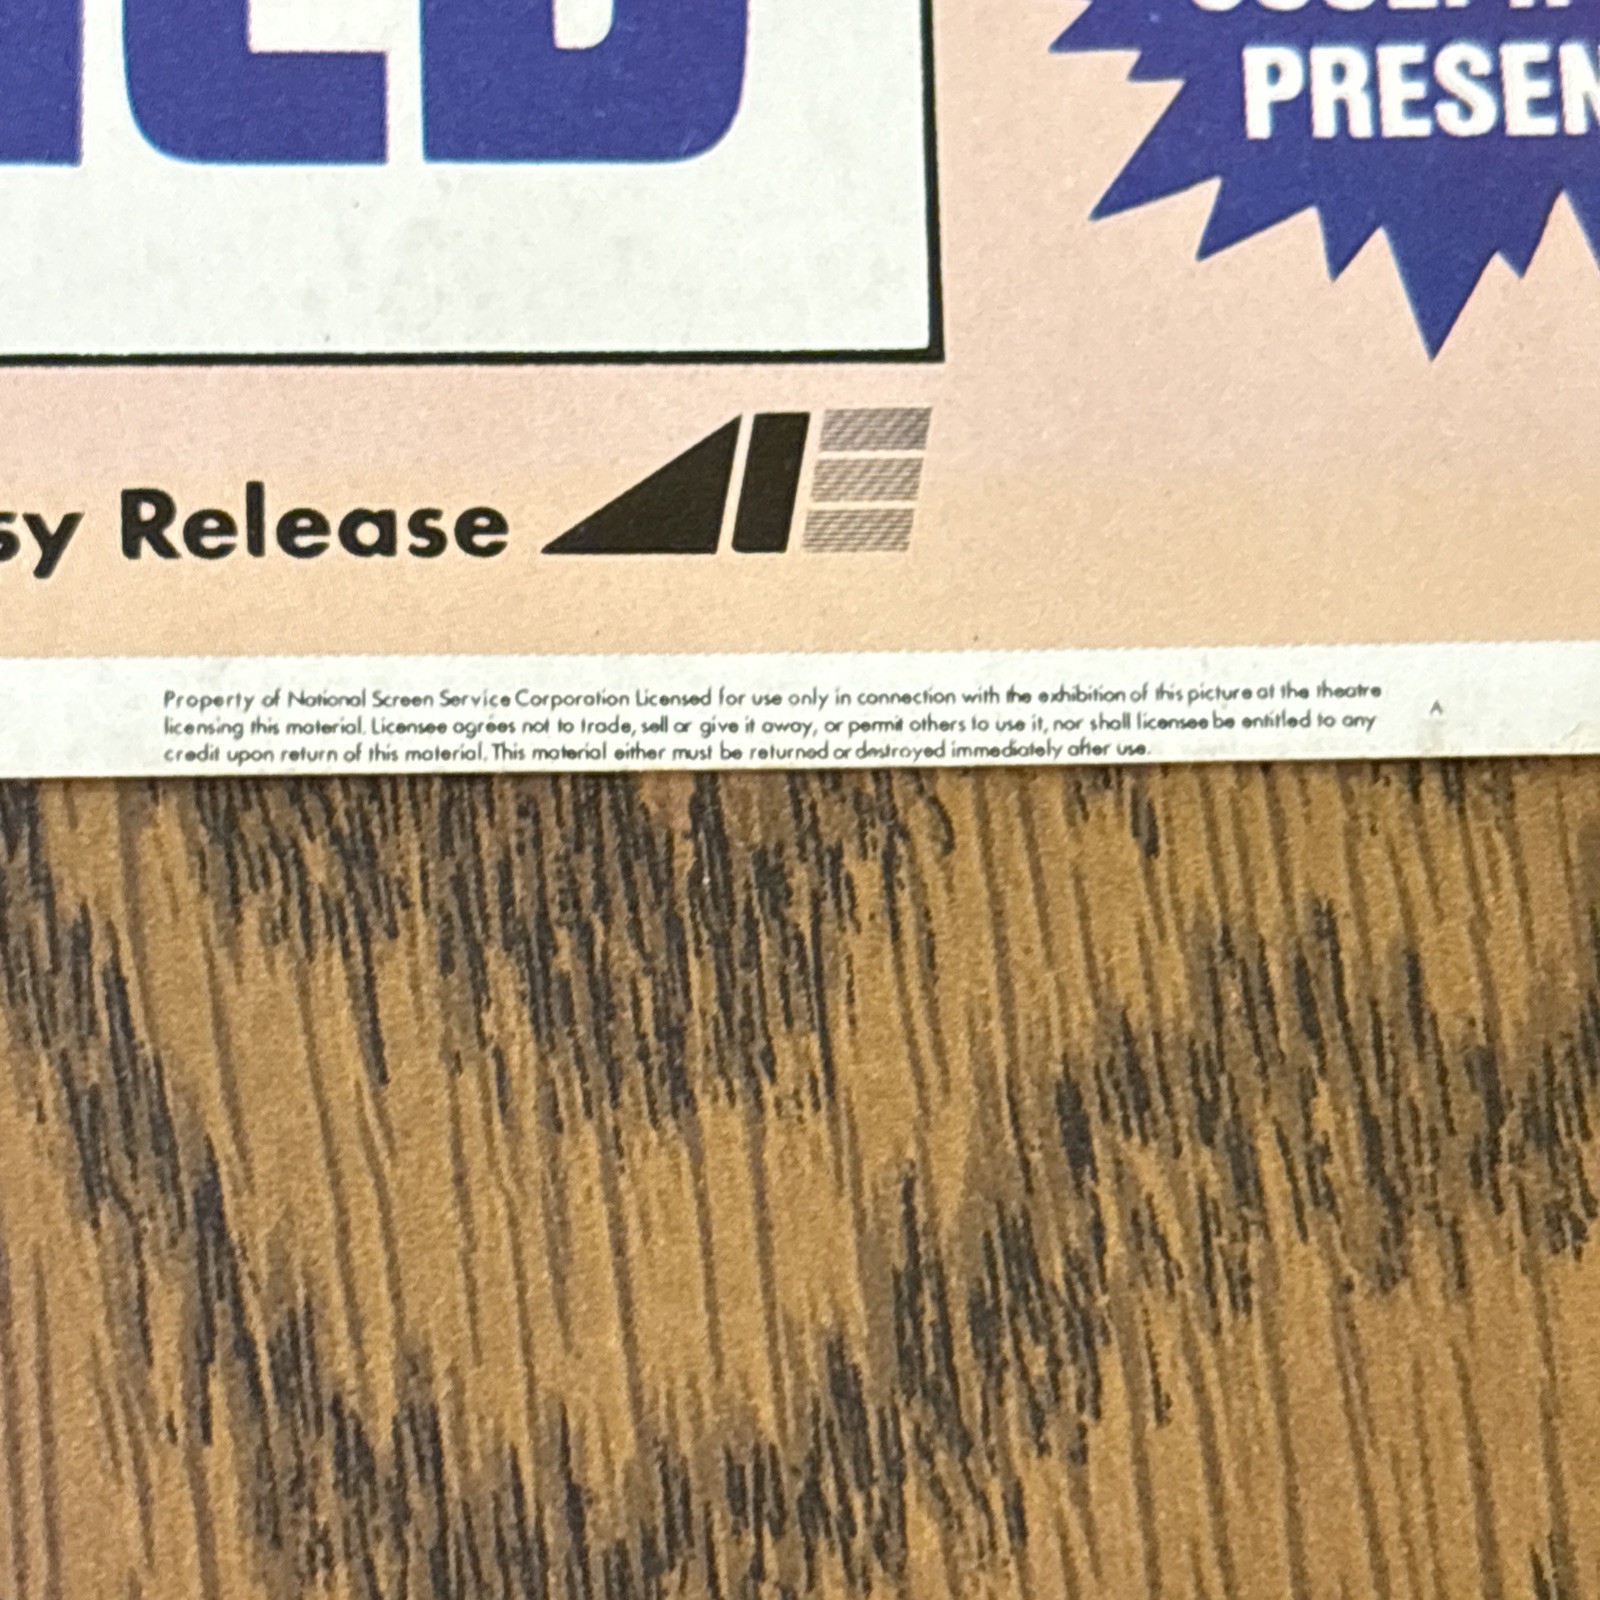 PRESEN
sy Release
Property of National Screen Service Corporation Licensed for use only in connection with the exhibition of this picture at the theatre
licensing this material. Licensee agrees not to trade, sell or give it away, or permit others to use it, nor shall licensee be entitled to any
credit upon return of this material. This material either must be returned or destroyed immediately after use.
A